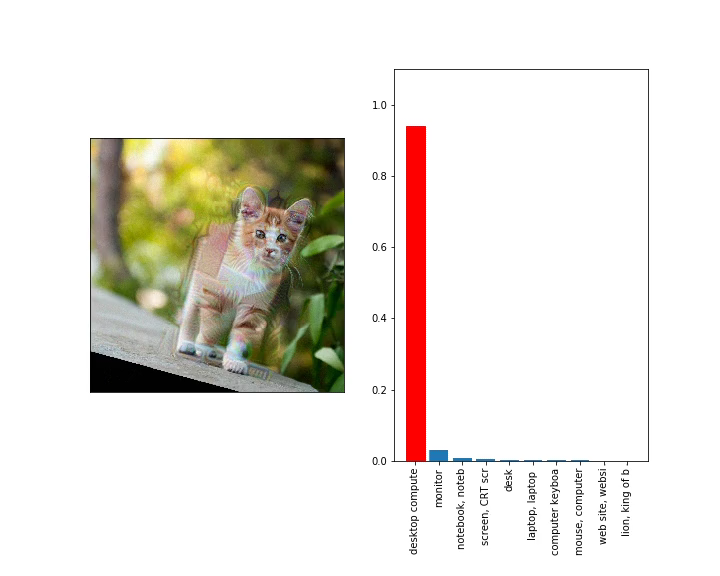 1.0
0.8
0.6
0.4
0.2
0.0
desktop compute
monitor
notebook, noteb
screen, CRT scr
desk
laptop, laptop
computer keyboa
mouse, computer
web site, websi
lion, king of b